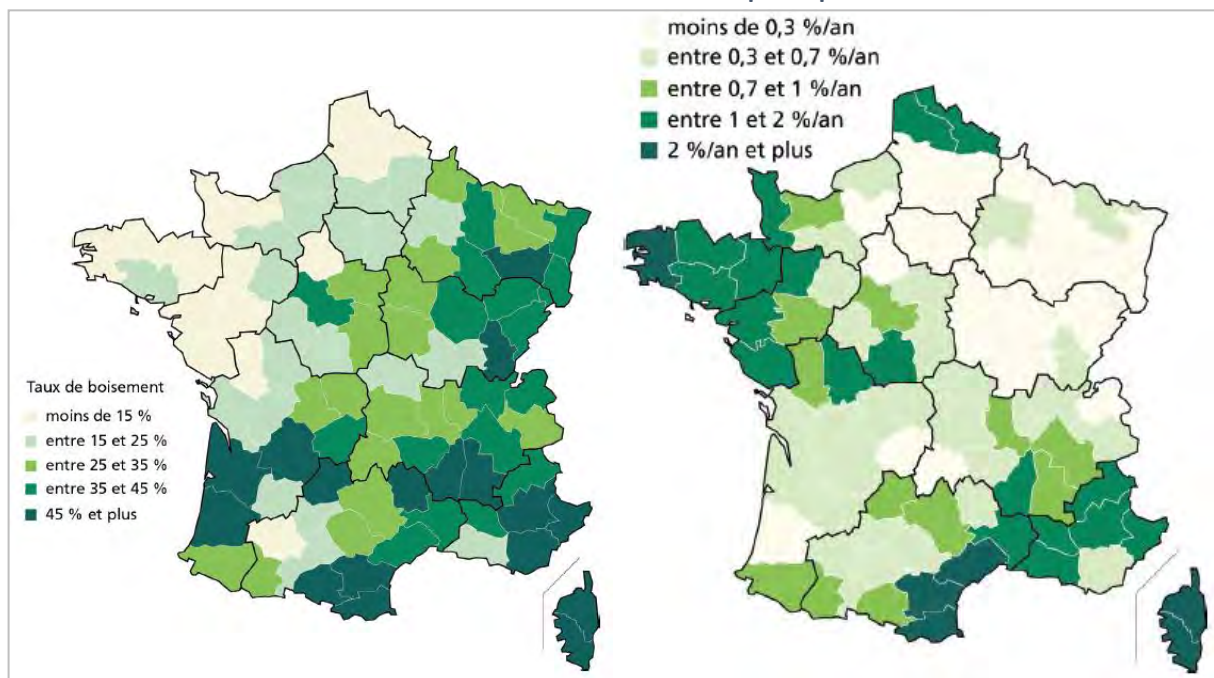 moins de 0,3 %/an
entre 0,3 et 0,7 %/an
entre 0,7 et 1 %/an
entre 1 et 2 %/an
2 %/an et plus
Taux de boisement
moins de 15 %
entre 15 et 25 %
entre 25 et 35 %
entre 35 et 45 %
45 % et plus